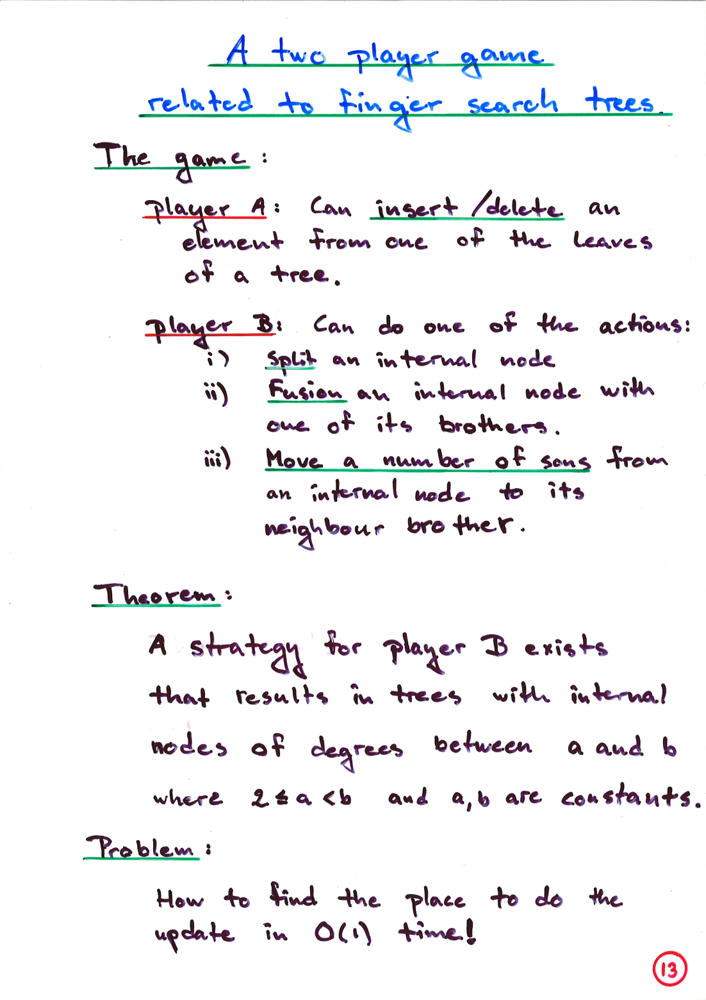 A two player game
related to finger search trees.
The game:
player A: Can insert/delete an
element from one of the leaves
of a tree.
player B: Can do one of the actions:
i) split an internal node
ii) Fusion an internal node with
one of its brothers.
iii) Move a number of sons from
an internal node to its
neighbour brother.
Theorem:
A strategy for player B exists
that results in trees with internal
nodes of degrees between a and b
where 2 ≤ a < b and a, b are constants.
Problem:
How to find the place to do the
update in O(1) time!
13